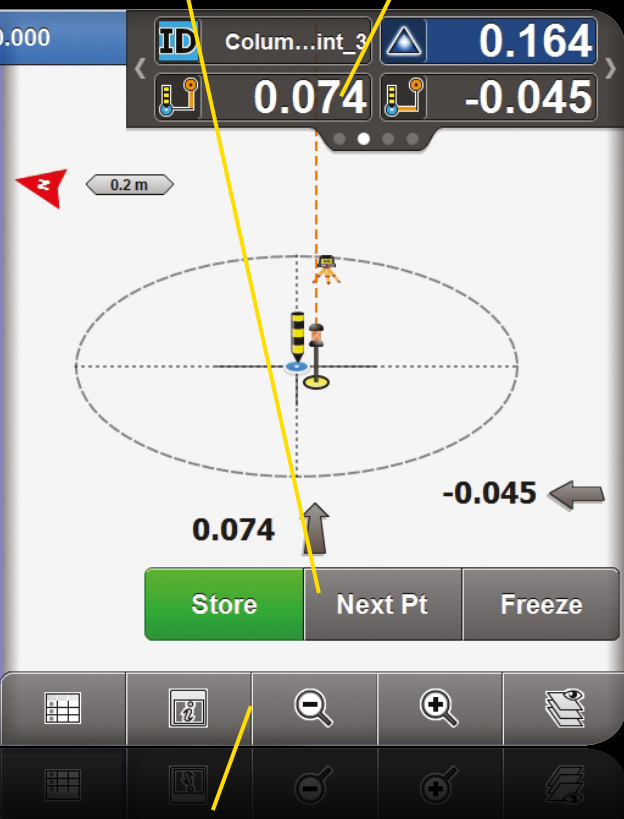 0.000
ID Colum...int_3 0.164
0.074 -0.045
N
0.2 m
-0.045
0.074
Store Next Pt Freeze